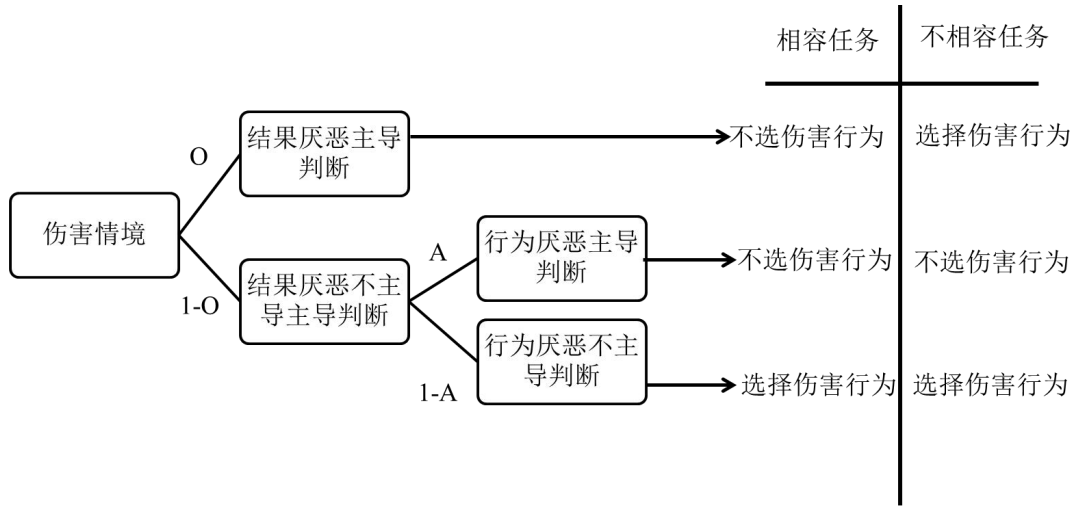 相容任务
不相容任务
结果厌恶主导
判断
不选伤害行为
选择伤害行为
O
伤害情境
行为厌恶主导
判断
A
不选伤害行为
不选伤害行为
结果厌恶不主
导主导判断
1-O
行为厌恶不主
导判断
1-A
选择伤害行为
选择伤害行为